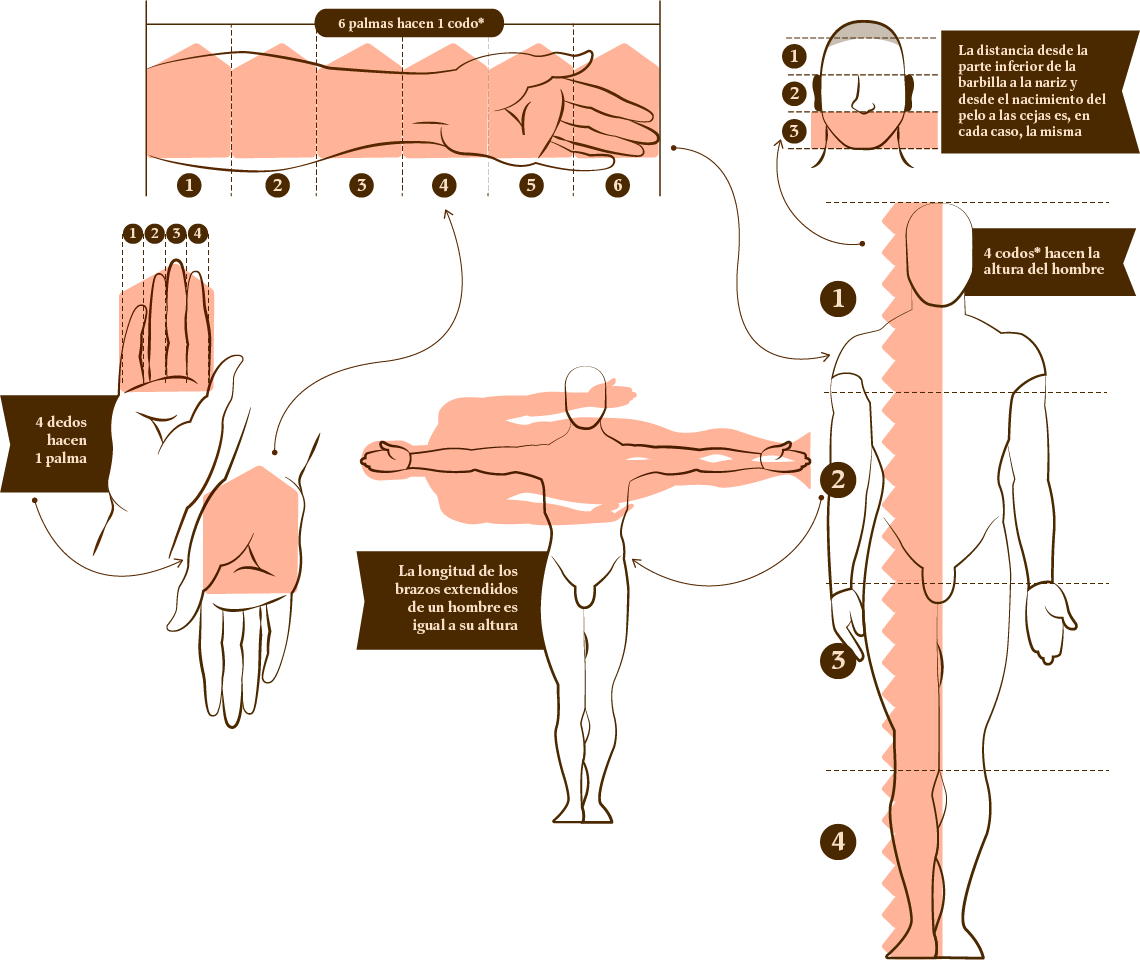 6 palmas hacen 1 codo*
1 2 3 4 5 6
1
2
3
La distancia desde la
parte inferior de la
barbilla a la nariz y
desde el nacimiento del
pelo a las cejas es, en
cada caso, la misma
1 2 3 4
4 dedos
hacen
1 palma
La longitud de los
brazos extendidos
de un hombre es
igual a su altura
4 codos* hacen la
altura del hombre
1
2
3
4